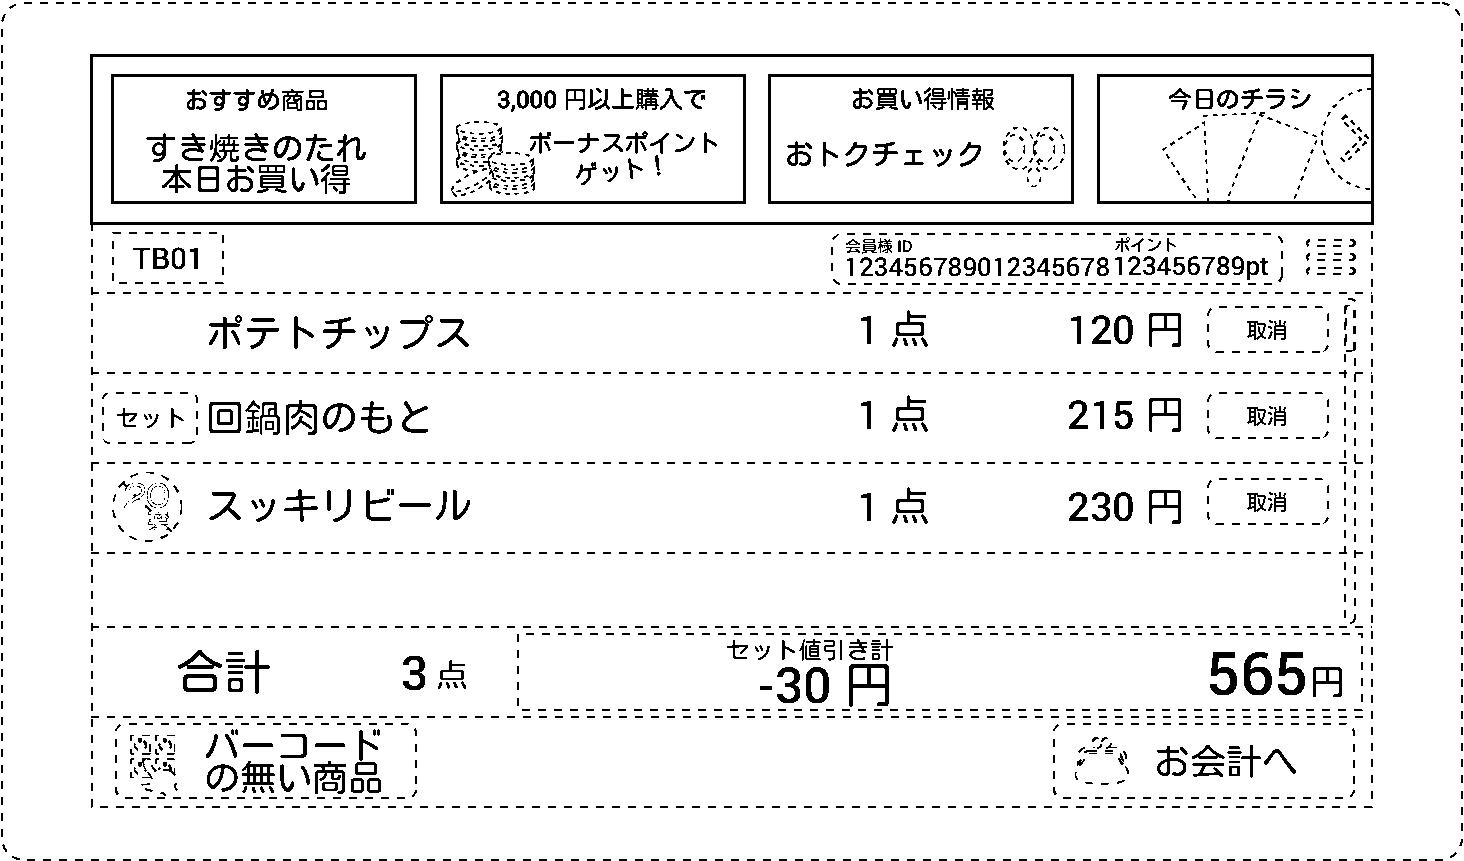 おすすめ商品
すき焼きのたれ
本日お買い得
3,000 円以上購入で
ボーナスポイント
ゲット!
お買い得情報
おトクチェック
今日のチラシ
TB01
会員様 ID
123456789012345678
ポイント
123456789pt
ポテトチップス 1 点 120 円 取消
セット 回鍋肉のもと 1 点 215 円 取消
20歳 スッキリビール 1 点 230 円 取消
合計 3 点
セット値引き計
-30 円
565円
バーコード
の無い商品
お会計へ